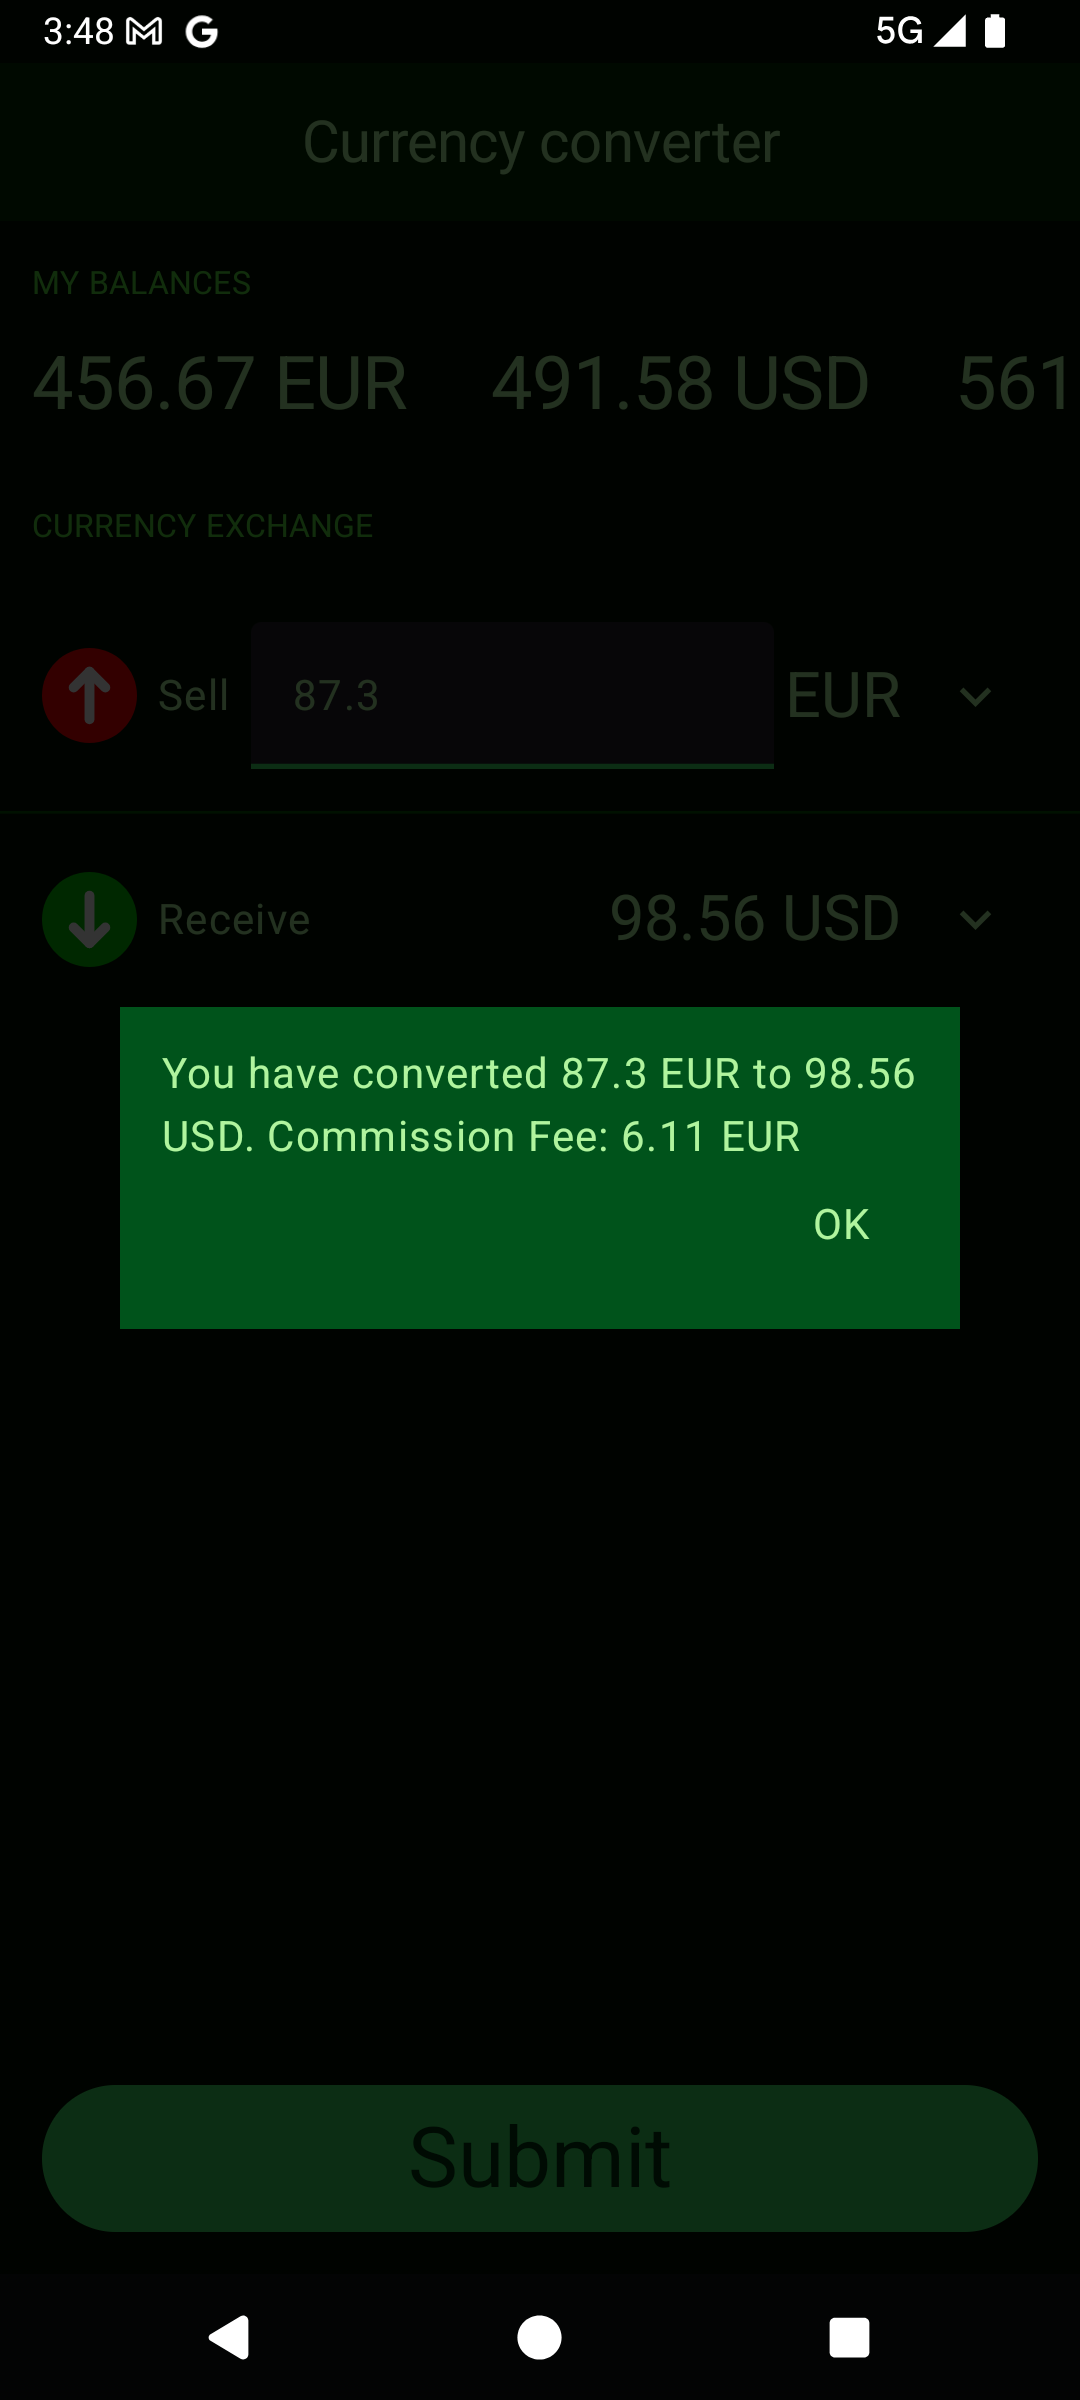 3:48
5G
Currency converter
MY BALANCES
456.67 EUR 491.58 USD 561
CURRENCY EXCHANGE
Sell 87.3 EUR
Receive 98.56 USD
You have converted 87.3 EUR to 98.56
USD. Commission Fee: 6.11 EUR
OK
Submit